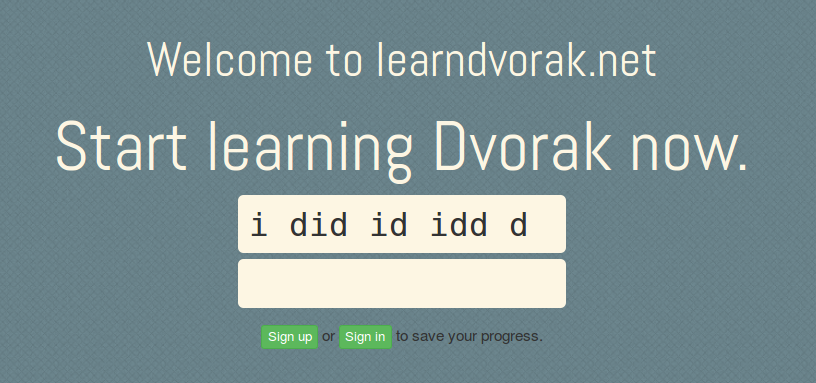 Welcome to learndvorak.net
Start learning Dvorak now.
i did id idd d
Sign up or Sign in to save your progress.